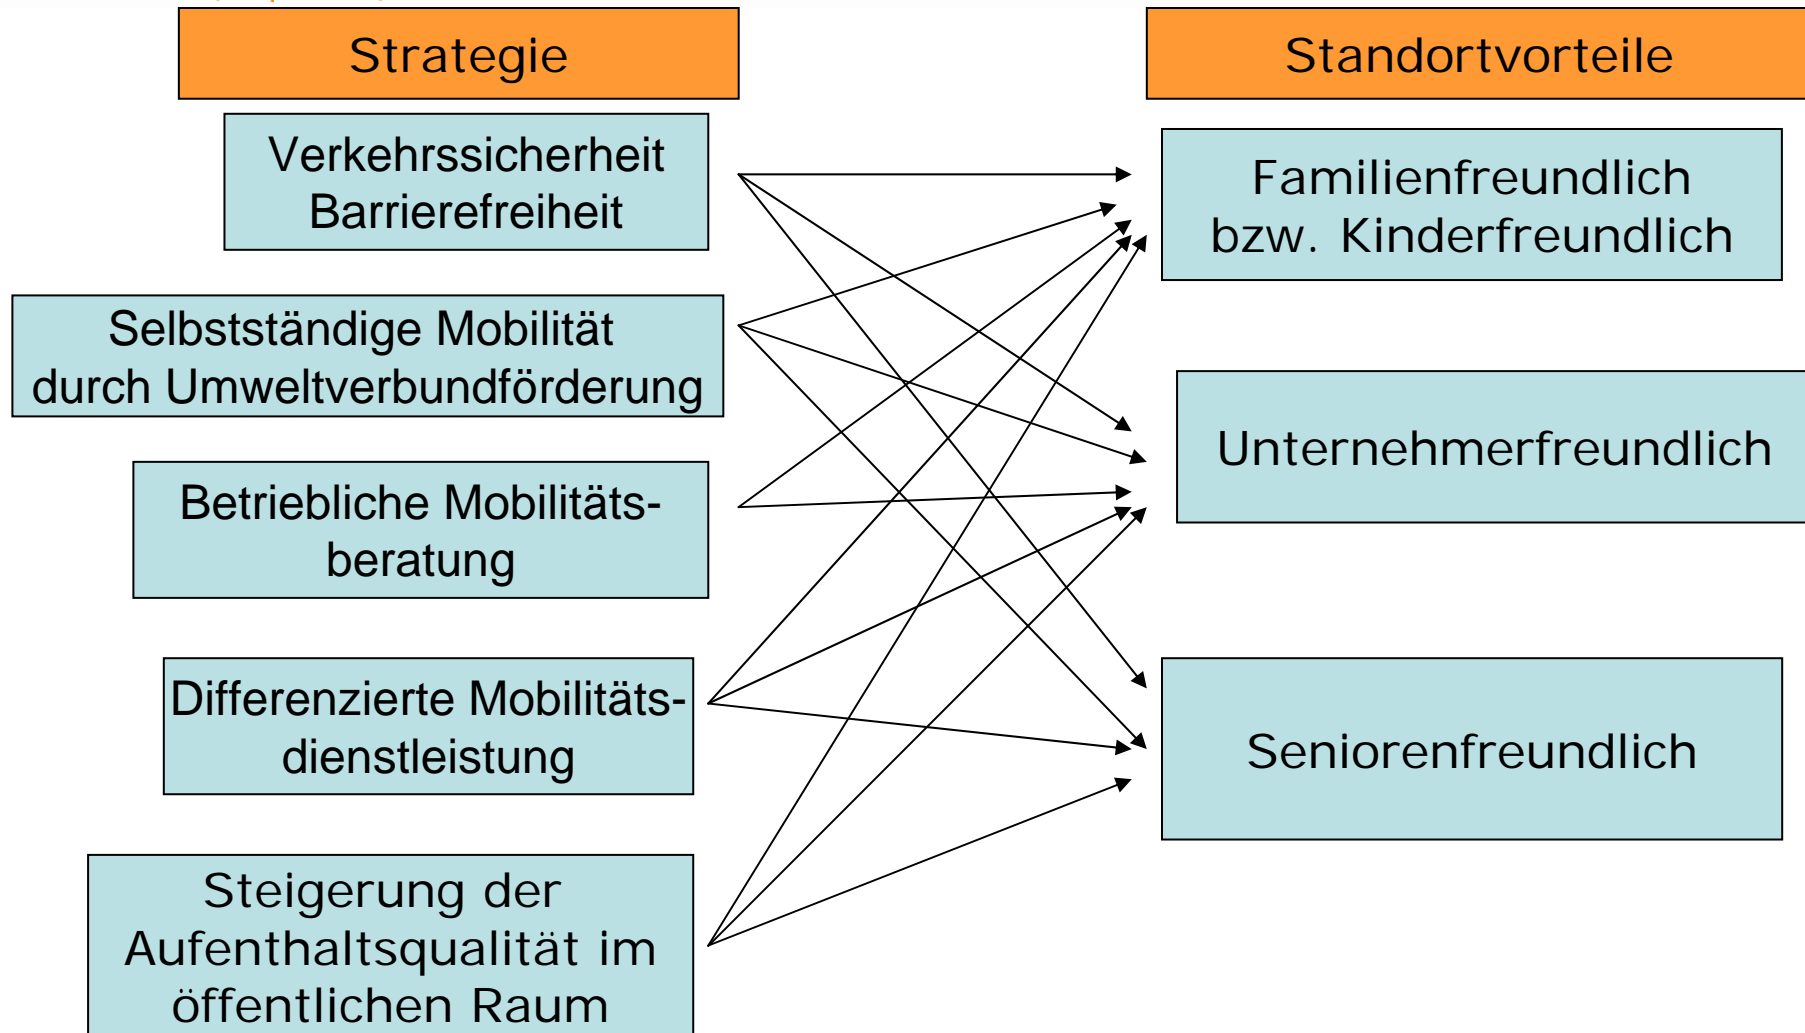 Strategie
Verkehrssicherheit
Barrierefreiheit
Selbstständige Mobilität
durch Umweltverbundförderung
Betriebliche Mobilitäts-
beratung
Differenzierte Mobilitäts-
dienstleistung
Steigerung der
Aufenthaltsqualität im
öffentlichen Raum
Standortvorteile
Familienfreundlich
bzw. Kinderfreundlich
Unternehmerfreundlich
Seniorenfreundlich